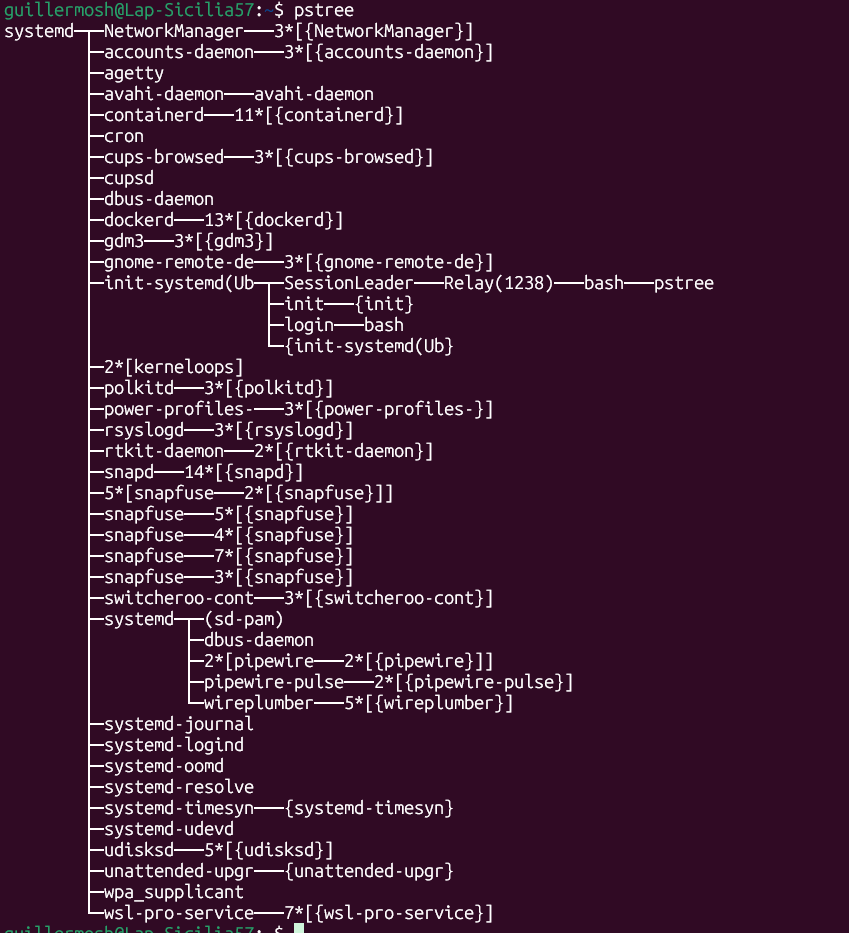 guillermosh@Lap-Sicilia57:~$ pstree
systemd─┬─NetworkManager───3*[{NetworkManager}]
        ├─accounts-daemon───3*[{accounts-daemon}]
        ├─agetty
        ├─avahi-daemon───avahi-daemon
        ├─containerd───11*[{containerd}]
        ├─cron
        ├─cups-browsed───3*[{cups-browsed}]
        ├─cupsd
        ├─dbus-daemon
        ├─dockerd───13*[{dockerd}]
        ├─gdm3───3*[{gdm3}]
        ├─gnome-remote-de───3*[{gnome-remote-de}]
        ├─init-systemd(Ub─┬─SessionLeader───Relay(1238)───bash───pstree
        │                 ├─init───{init}
        │                 ├─login───bash
        │                 └─{init-systemd(Ub}
        ├─2*[kerneloops]
        ├─polkitd───3*[{polkitd}]
        ├─power-profiles-───3*[{power-profiles-}]
        ├─rsyslogd───3*[{rsyslogd}]
        ├─rtkit-daemon───2*[{rtkit-daemon}]
        ├─snapd───14*[{snapd}]
        ├─5*[snapfuse───2*[{snapfuse}]]
        ├─snapfuse───5*[{snapfuse}]
        ├─snapfuse───4*[{snapfuse}]
        ├─snapfuse───7*[{snapfuse}]
        ├─snapfuse───3*[{snapfuse}]
        ├─switcheroo-cont───3*[{switcheroo-cont}]
        ├─systemd─┬─(sd-pam)
        │         ├─dbus-daemon
        │         ├─2*[pipewire───2*[{pipewire}]]
        │         ├─pipewire-pulse───2*[{pipewire-pulse}]
        │         └─wireplumber───5*[{wireplumber}]
        ├─systemd-journal
        ├─systemd-logind
        ├─systemd-oomd
        ├─systemd-resolve
        ├─systemd-timesyn───{systemd-timesyn}
        ├─systemd-udevd
        ├─udisksd───5*[{udisksd}]
        ├─unattended-upgr───{unattended-upgr}
        ├─wpa_supplicant
        └─wsl-pro-service───7*[{wsl-pro-service}]
guillermosh@Lap-Sicilia57:~$